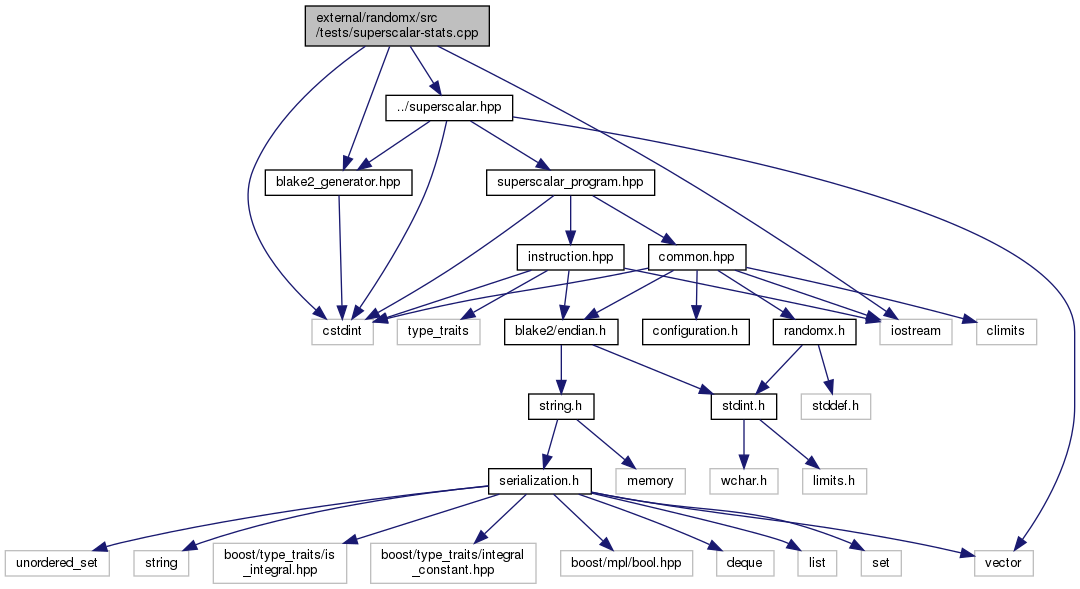 external/randomx/src
/tests/superscalar-stats.cpp
../superscalar.hpp
blake2_generator.hpp
superscalar_program.hpp
instruction.hpp
common.hpp
cstdint
type_traits
blake2/endian.h
configuration.h
randomx.h
iostream
climits
string.h
stdint.h
stddef.h
serialization.h
memory
wchar.h
limits.h
unordered_set
string
boost/type_traits/is
_integral.hpp
boost/type_traits/integral
_constant.hpp
boost/mpl/bool.hpp
deque
list
set
vector